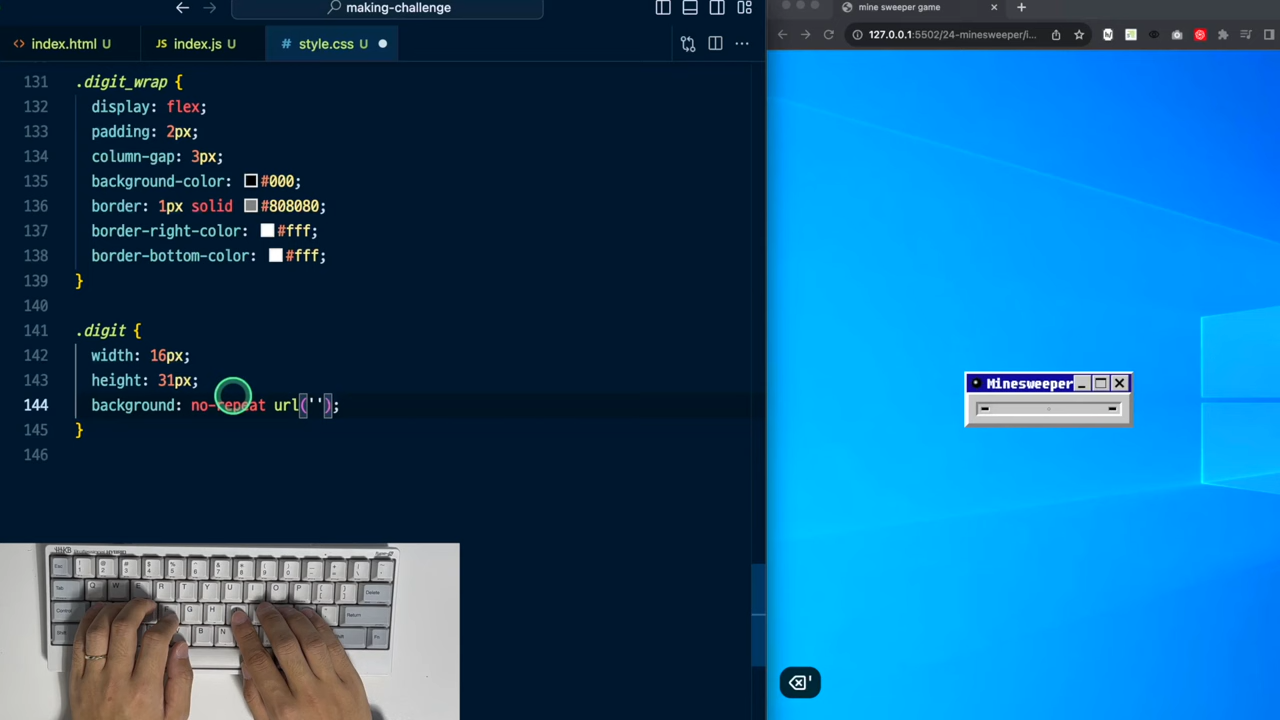 making-challenge
mine sweeper game
index.html U
index.js U
style.css U
127.0.0.1:5502/24-minesweeper/i...
131 .digit_wrap {
132 display: flex;
133 padding: 2px;
134 column-gap: 3px;
135 background-color: #000;
136 border: 1px solid #808080;
137 border-right-color: #fff;
138 border-bottom-color: #fff;
139 }
140
141 .digit {
142 width: 16px;
143 height: 31px;
144 background: no-repeat url('');
145 }
146
Minesweeper